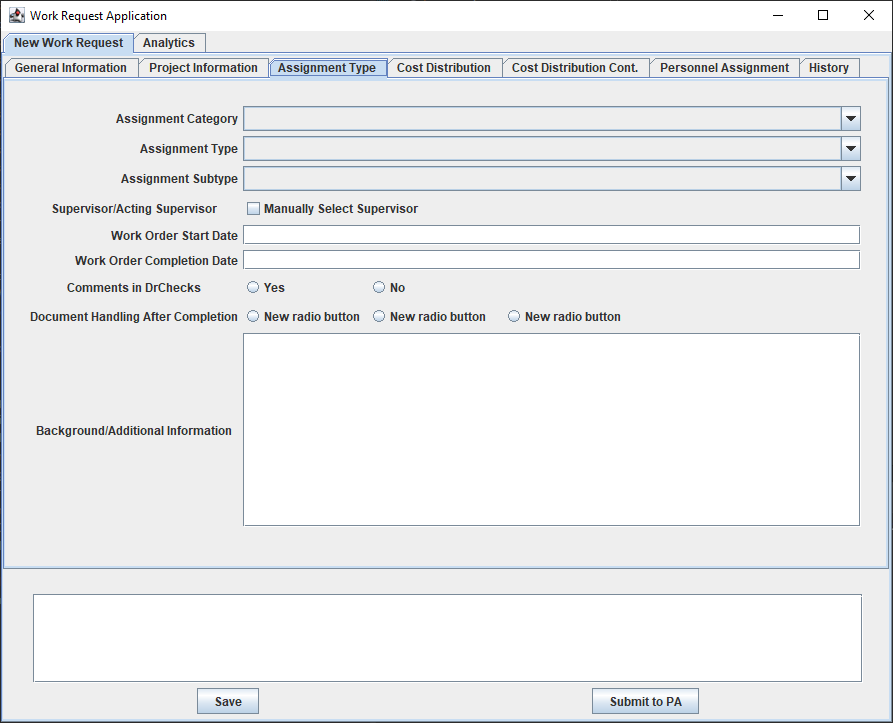 Work Request Application
New Work Request Analytics
General Information Project Information Assignment Type Cost Distribution Cost Distribution Cont. Personnel Assignment History
Assignment Category
Assignment Type
Assignment Subtype
Supervisor/Acting Supervisor Manually Select Supervisor
Work Order Start Date
Work Order Completion Date
Comments in DrChecks Yes No
Document Handling After Completion New radio button New radio button New radio button
Background/Additional Information
Save Submit to PA